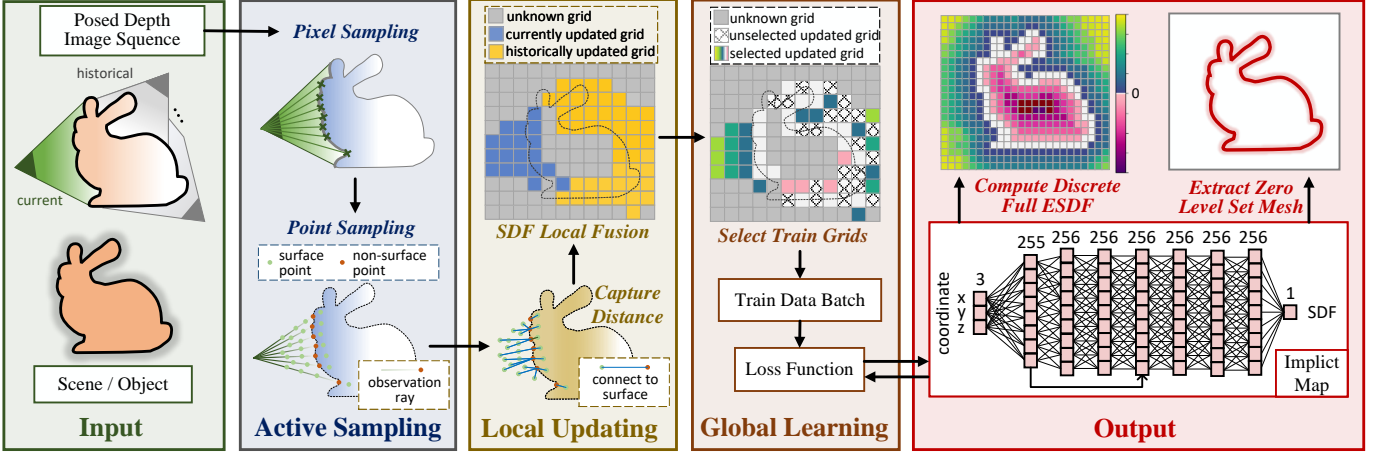 Posed Depth
Image Squence
historical
current
Scene / Object
Input
Pixel Sampling
Point Sampling
surface
point
non-surface
point
observation
ray
Active Sampling
unknown grid
currently updated grid
historically updated grid
SDF Local Fusion
Capture
Distance
connect to
surface
Local Updating
unknown grid
unselected updated grid
selected updated grid
Select Train Grids
Train Data Batch
Loss Function
Global Learning
0
Compute Discrete
Full ESDF
Extract Zero
Level Set Mesh
255 256 256 256 256 256 256
3
1
coordinate
x
y
z
SDF
Implict
Map
Output